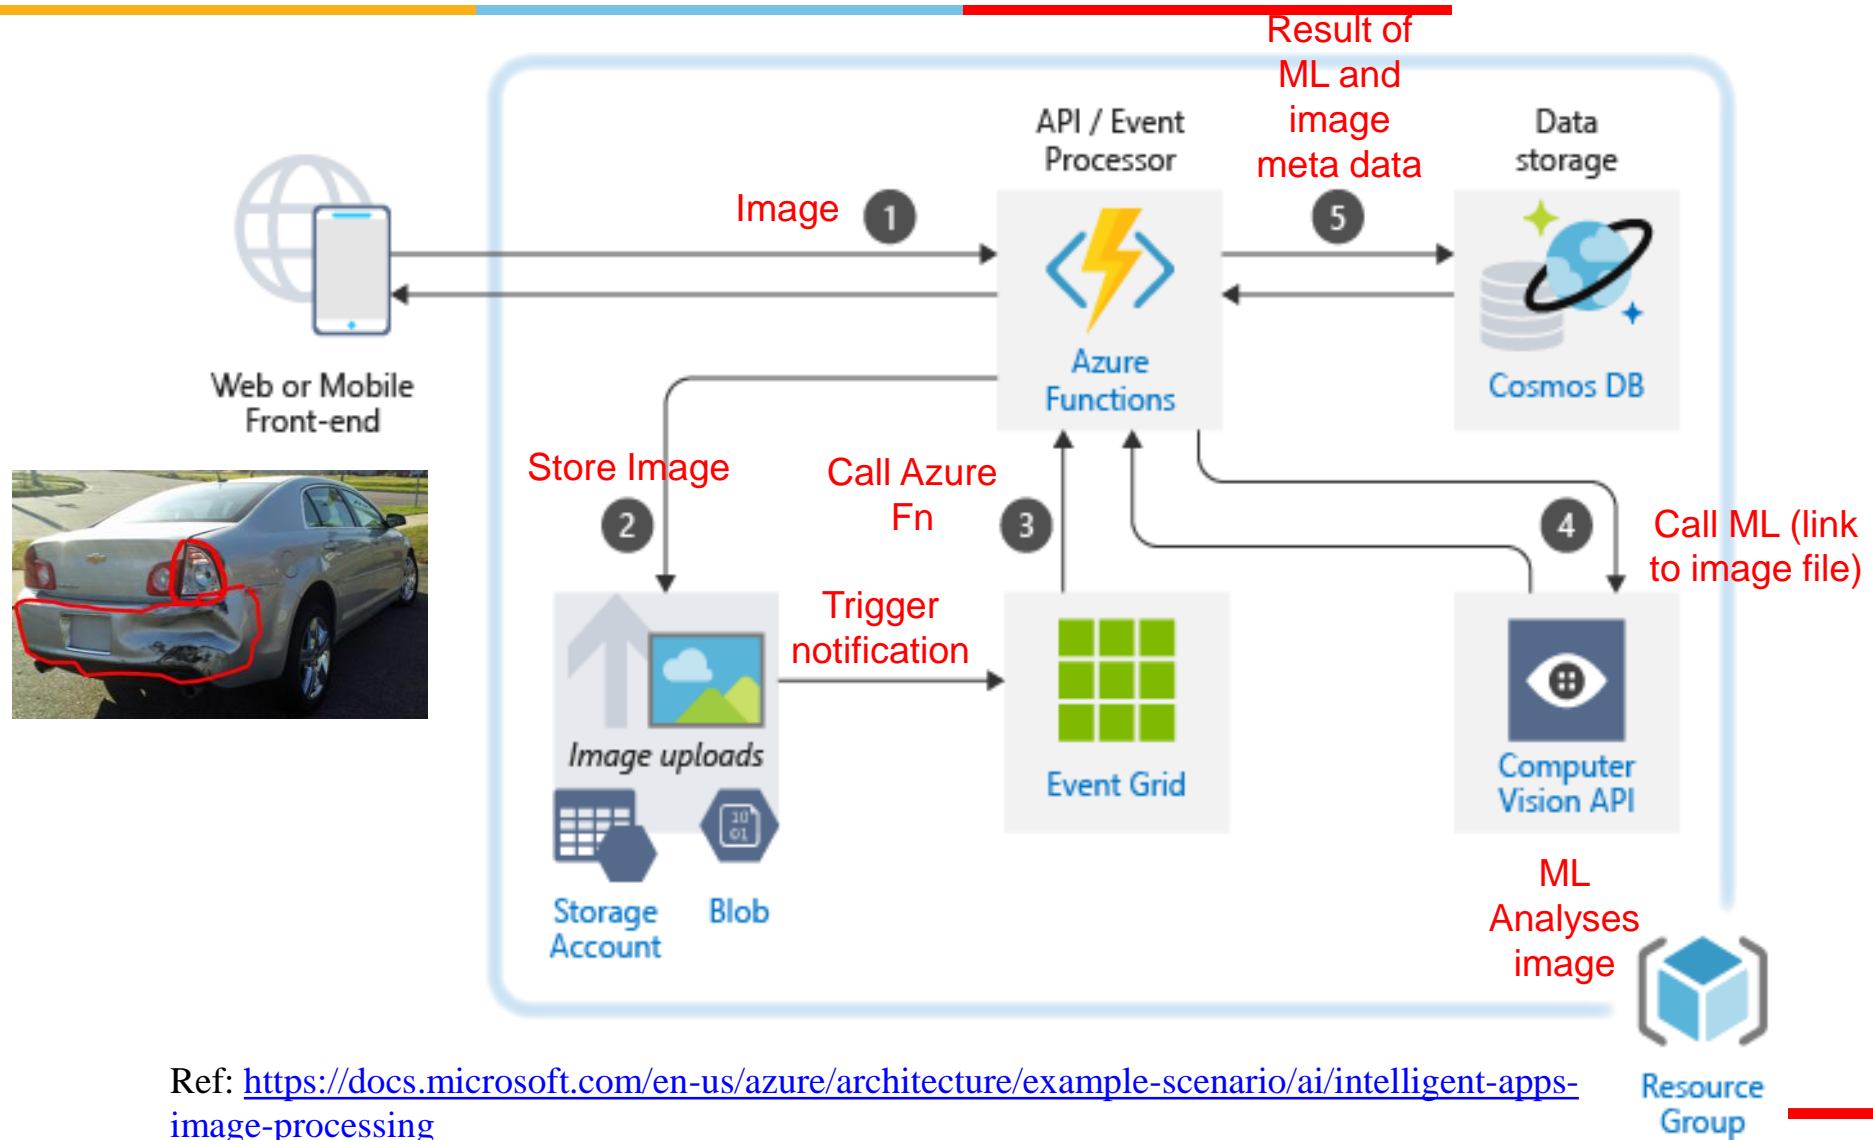 Result of
ML and
image
meta data
API / Event
Processor
Data
storage
Image
1
5
Azure
Functions
Cosmos DB
Web or Mobile
Front-end
Store Image
2
Call Azure
Fn
3
4
Call ML (link
to image file)
Trigger
notification
Image uploads
10
01
Storage
Account
Blob
Event Grid
Computer
Vision API
ML
Analyses
image
Resource
Group
Ref: https://docs.microsoft.com/en-us/azure/architecture/example-scenario/ai/intelligent-apps-
image-processing